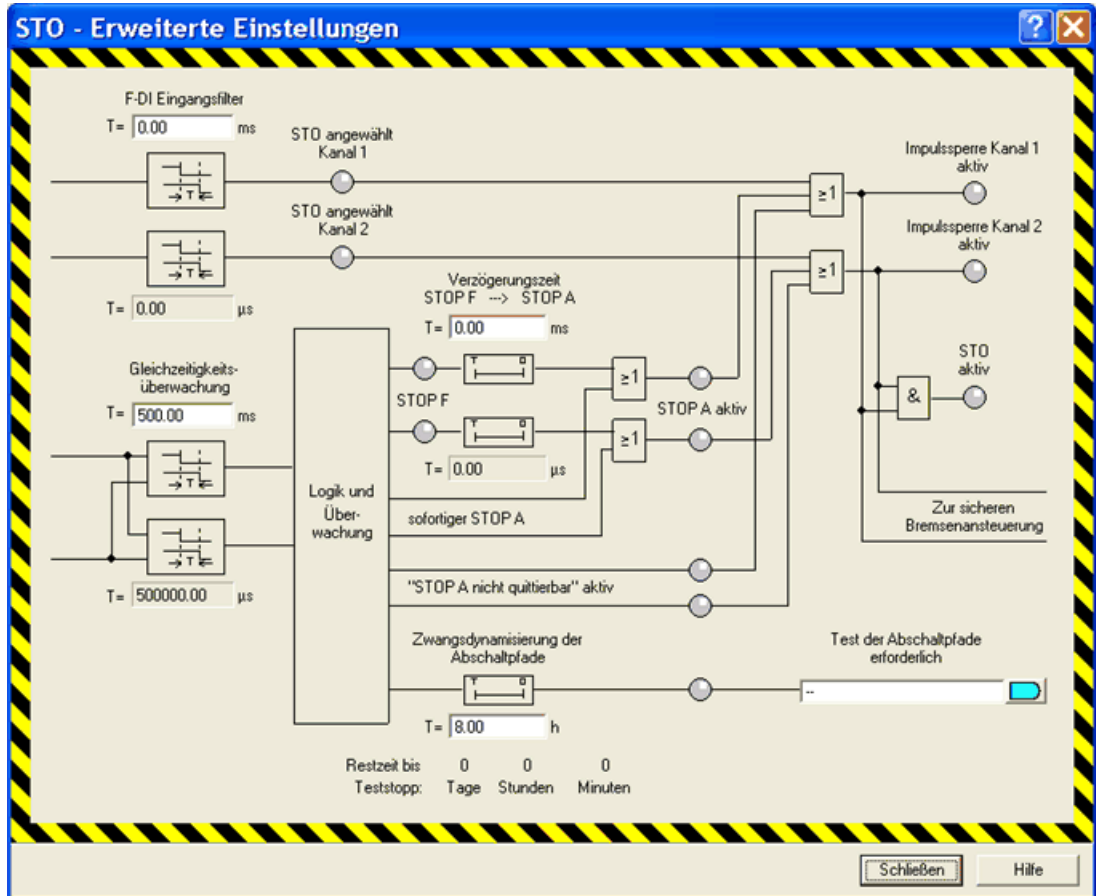 STO - Erweiterte Einstellungen
F-DI Eingangsfilter
T= 0.00 ms
STO angewählt
Kanal 1
Impulssperre Kanal 1
aktiv
≥1
STO angewählt
Kanal 2
Impulssperre Kanal 2
aktiv
→T←
≥1
→T←
T= 0.00 µs
Verzögerungszeit
STOP F --> STOP A
T= 0.00 ms
Gleichzeitigkeits-
überwachung
T= 500.00 ms
T 0
≥1
STO
aktiv
&
STOP F
STOP A aktiv
T 0
≥1
T= 0.00 µs
→T←
Logik und
Über-
wachung
sofortiger STOP A
Zur sicheren
Bremsenansteuerung
→T←
T= 500000.00 µs
"STOP A nicht quittierbar" aktiv
Zwangsdynamisierung der
Abschaltpfade
Test der Abschaltpfade
erforderlich
T 0
--
T= 8.00 h
Restzeit bis 0 0 0
Teststopp: Tage Stunden Minuten
Schließen Hilfe